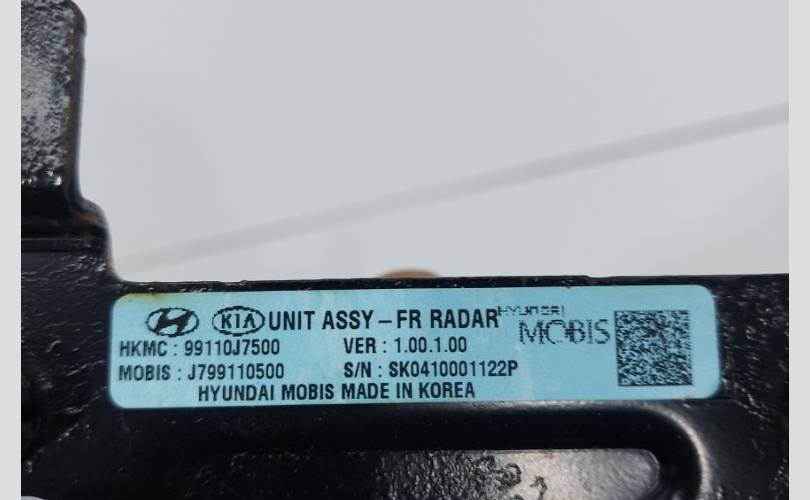 KIA UNIT ASSY-FR RADAR HYUNDAI
MOBIS
HKMC : 99110J7500 VER : 1.00.1.00
MOBIS : J799110500 S/N : SK0410001122P
HYUNDAI MOBIS MADE IN KOREA